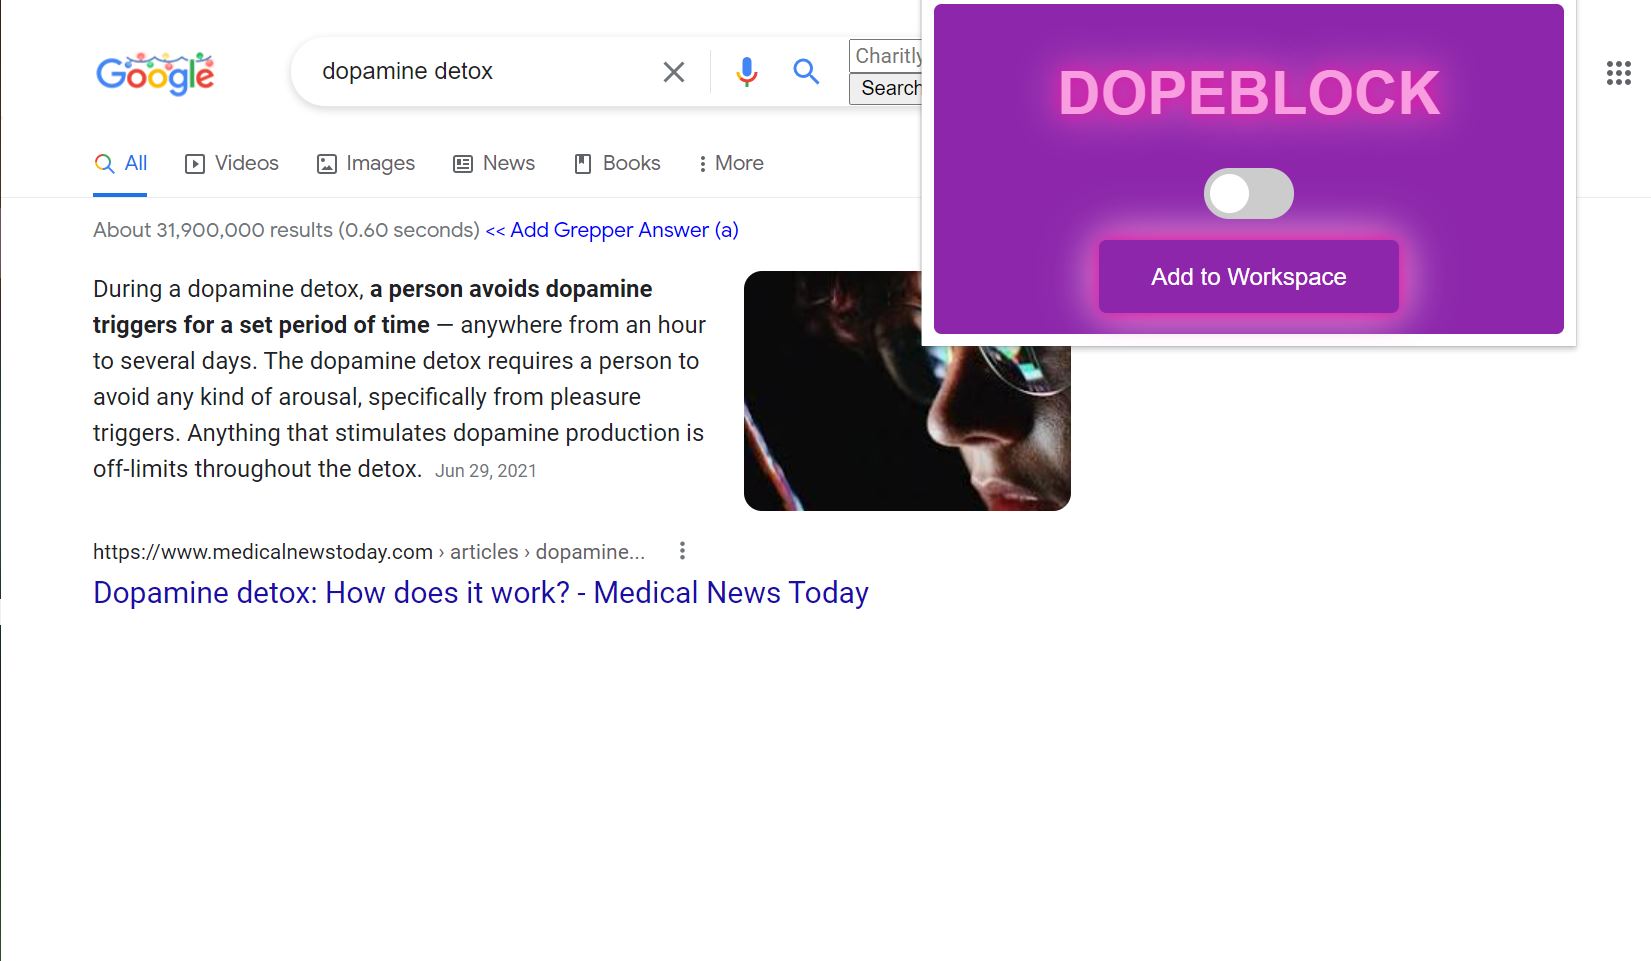 Google
dopamine detox
Charitly
Search
DOPEBLOCK
Add to Workspace
All
Videos
Images
News
Books
More
About 31,900,000 results (0.60 seconds) << Add Grepper Answer (a)
During a dopamine detox, a person avoids dopamine
triggers for a set period of time — anywhere from an hour
to several days. The dopamine detox requires a person to
avoid any kind of arousal, specifically from pleasure
triggers. Anything that stimulates dopamine production is
off-limits throughout the detox. Jun 29, 2021
https://www.medicalnewstoday.com › articles › dopamine...
Dopamine detox: How does it work? - Medical News Today